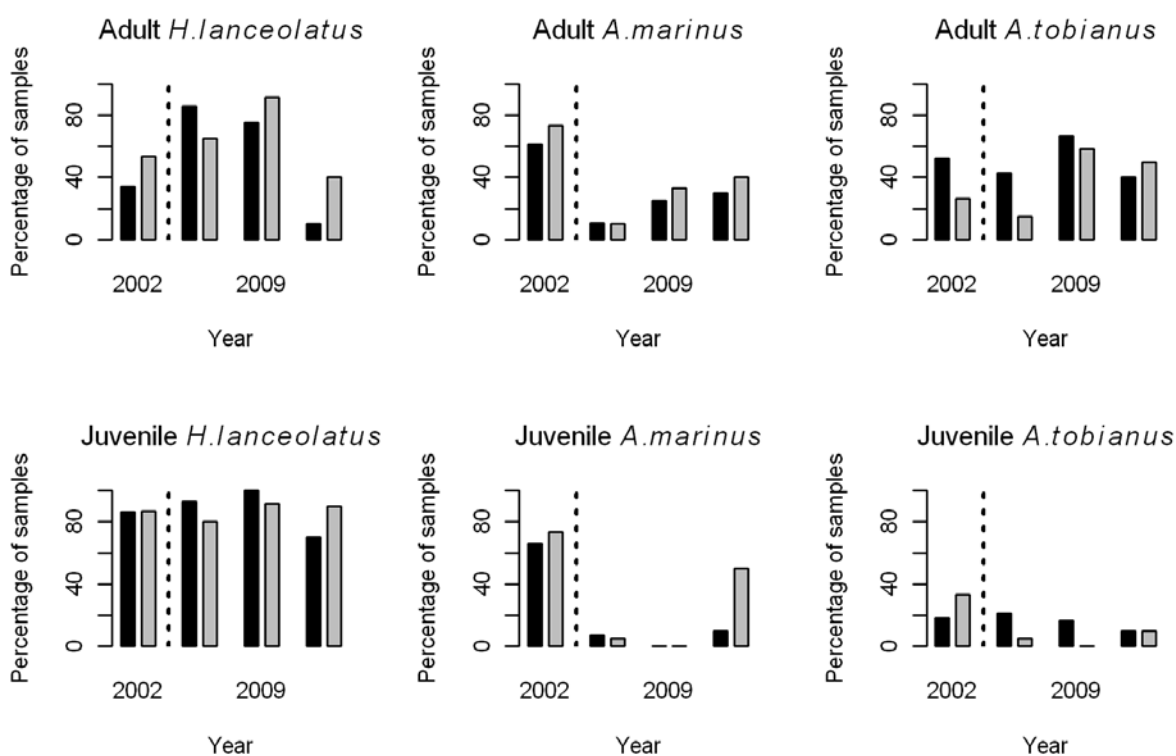 Adult H.lanceolatus
Percentage of samples
80
40
0
2002
2009
Year
Adult A.marinus
Percentage of samples
80
40
0
2002
2009
Year
Adult A.tobianus
Percentage of samples
80
40
0
2002
2009
Year
Juvenile H.lanceolatus
Percentage of samples
80
40
0
2002
2009
Year
Juvenile A.marinus
Percentage of samples
80
40
0
2002
2009
Year
Juvenile A.tobianus
Percentage of samples
80
40
0
2002
2009
Year